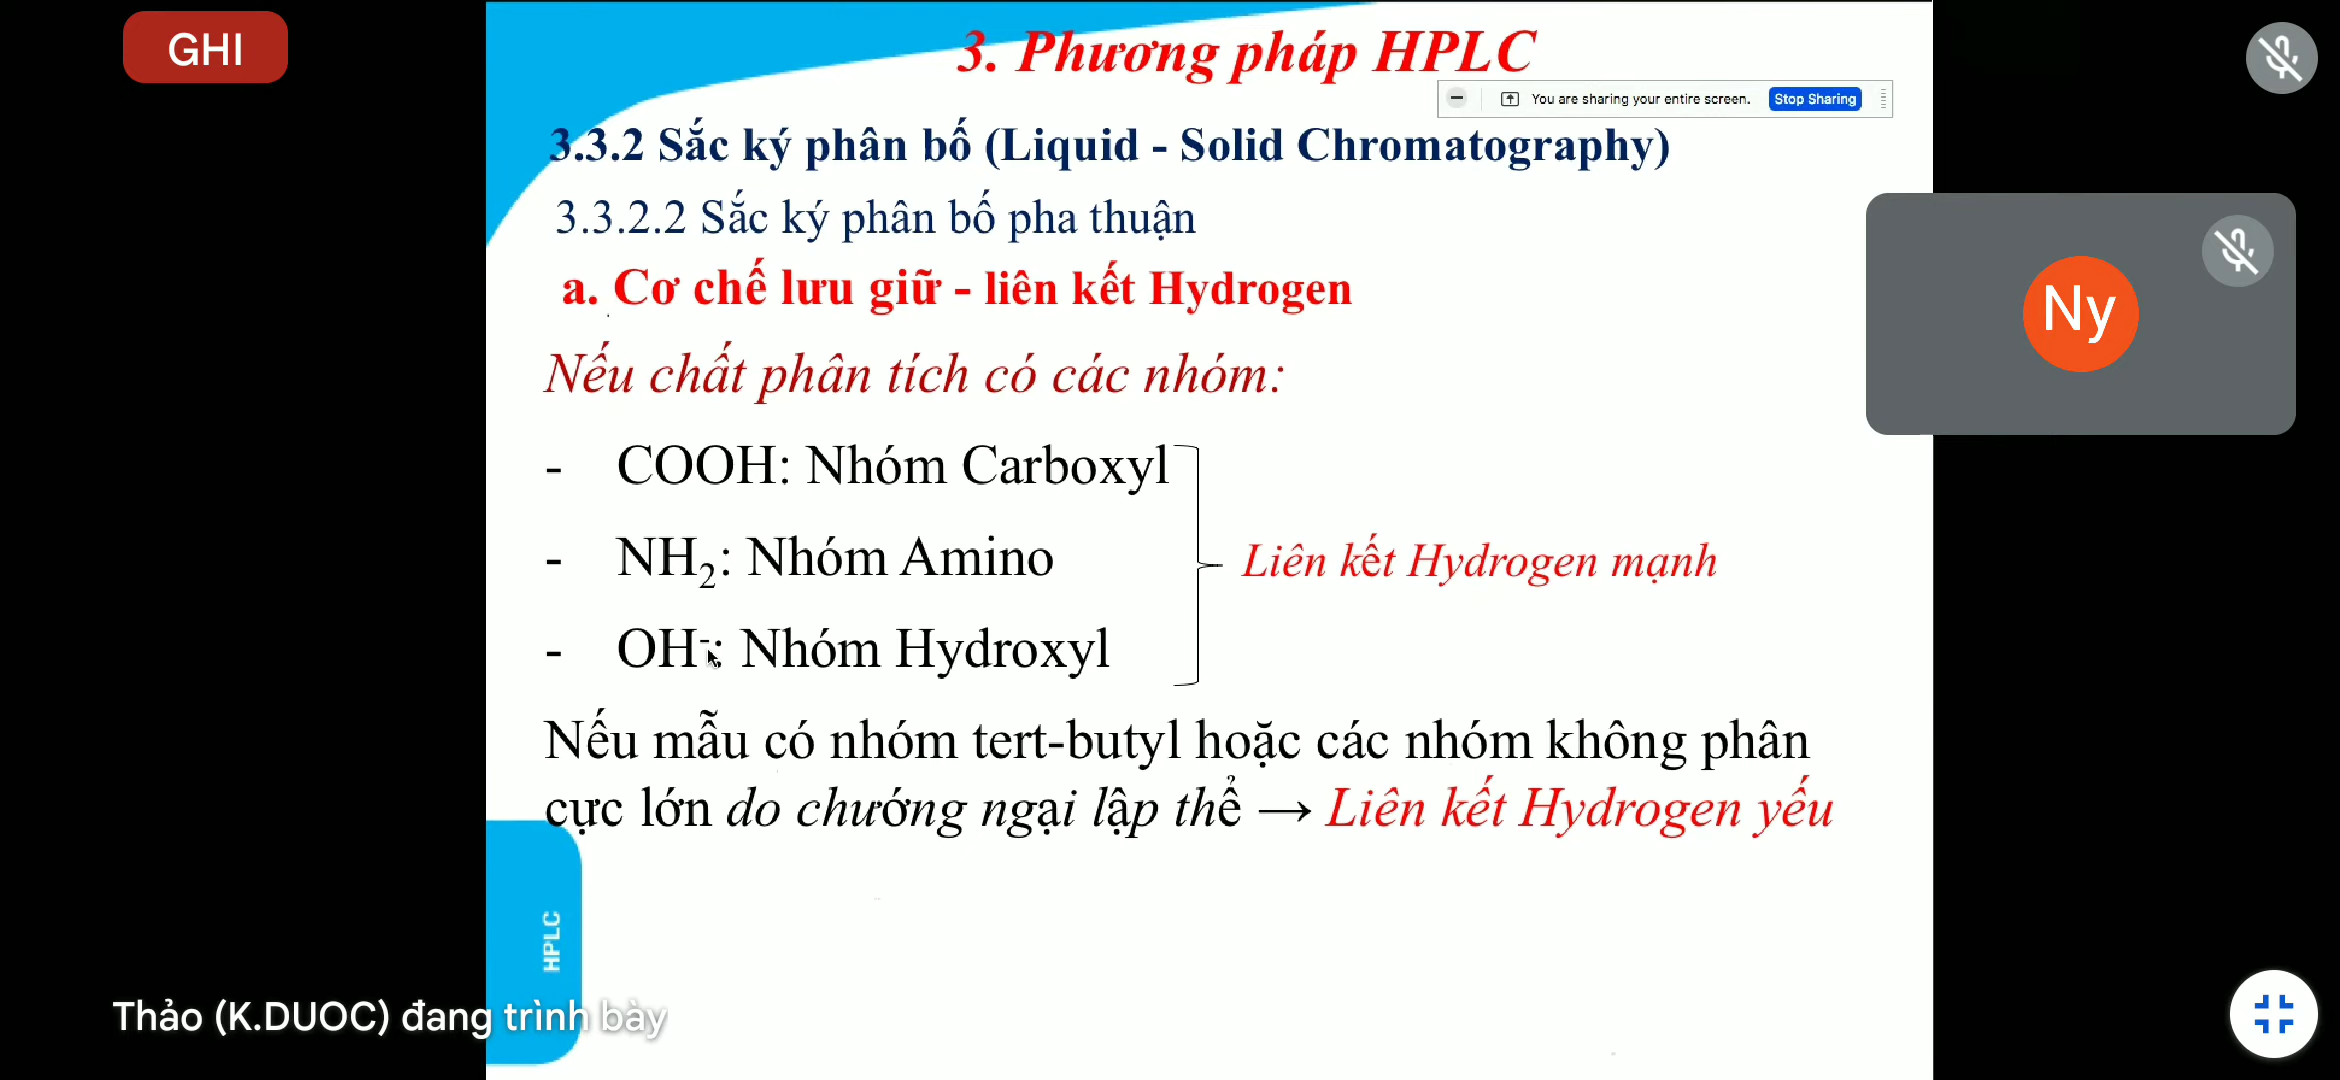 GHI
3. Phương pháp HPLC
You are sharing your entire screen. Stop Sharing
3.3.2 Sắc ký phân bố (Liquid - Solid Chromatography)
3.3.2.2 Sắc ký phân bố pha thuận
Ny
a. Cơ chế lưu giữ - liên kết Hydrogen
Nếu chất phân tích có các nhóm:
- COOH: Nhóm Carboxyl
- NH₂: Nhóm Amino
Liên kết Hydrogen mạnh
- OH⁻: Nhóm Hydroxyl
Nếu mẫu có nhóm tert-butyl hoặc các nhóm không phân
cực lớn do chướng ngại lập thể → Liên kết Hydrogen yếu
HPLC
Thảo (K.DUOC) đang trình bày